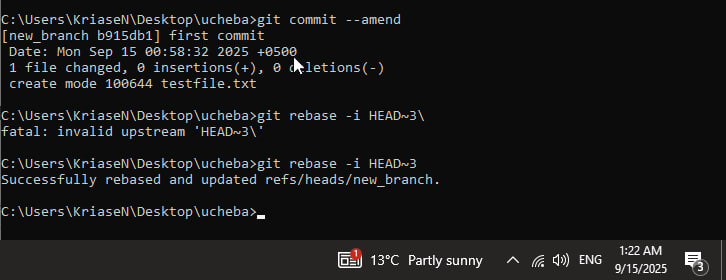 C:\Users\KriaseN\Desktop\ucheba>git commit --amend
[new_branch b915db1] first commit
 Date: Mon Sep 15 00:58:32 2025 +0500
 1 file changed, 0 insertions(+), 0 deletions(-)
 create mode 100644 testfile.txt
C:\Users\KriaseN\Desktop\ucheba>git rebase -i HEAD~3\
fatal: invalid upstream 'HEAD~3\'
C:\Users\KriaseN\Desktop\ucheba>git rebase -i HEAD~3
Successfully rebased and updated refs/heads/new_branch.
C:\Users\KriaseN\Desktop\ucheba>
1
13°C Partly sunny
ENG
1:22 AM
9/15/2025
3